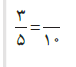 ۳/۵ = /۱۰